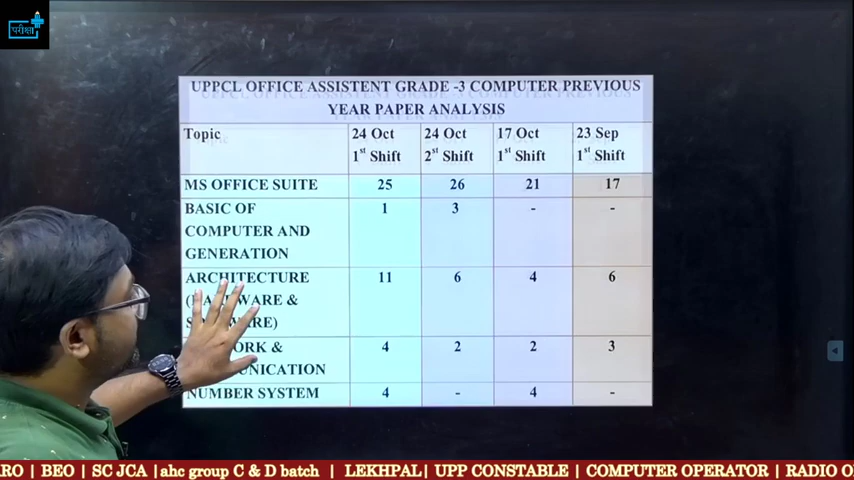 परीक्षा
UPPCL OFFICE ASSISTENT GRADE -3 COMPUTER PREVIOUS
YEAR PAPER ANALYSIS
Topic 24 Oct 1st Shift 24 Oct 2st Shift 17 Oct 1st Shift 23 Sep 1st Shift
MS OFFICE SUITE 25 26 21 17
BASIC OF 1 3 - -
COMPUTER AND
GENERATION
ARCHITECTURE 11 6 4 6
&
4 2 2 3
NUMBER SYSTEM 4 - 4 -
| BEO | SC JCA |ahc group C & D batch | LEKHPAL| UPP CONSTABLE | COMPUTER OPERATOR | RADIO